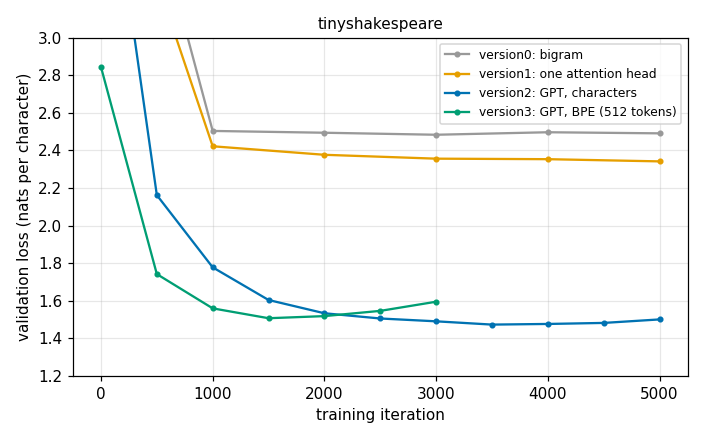 tinyshakespeare
validation loss (nats per character)
3.0
2.8
2.6
2.4
2.2
2.0
1.8
1.6
1.4
1.2
version0: bigram
version1: one attention head
version2: GPT, characters
version3: GPT, BPE (512 tokens)
0 1000 2000 3000 4000 5000
training iteration